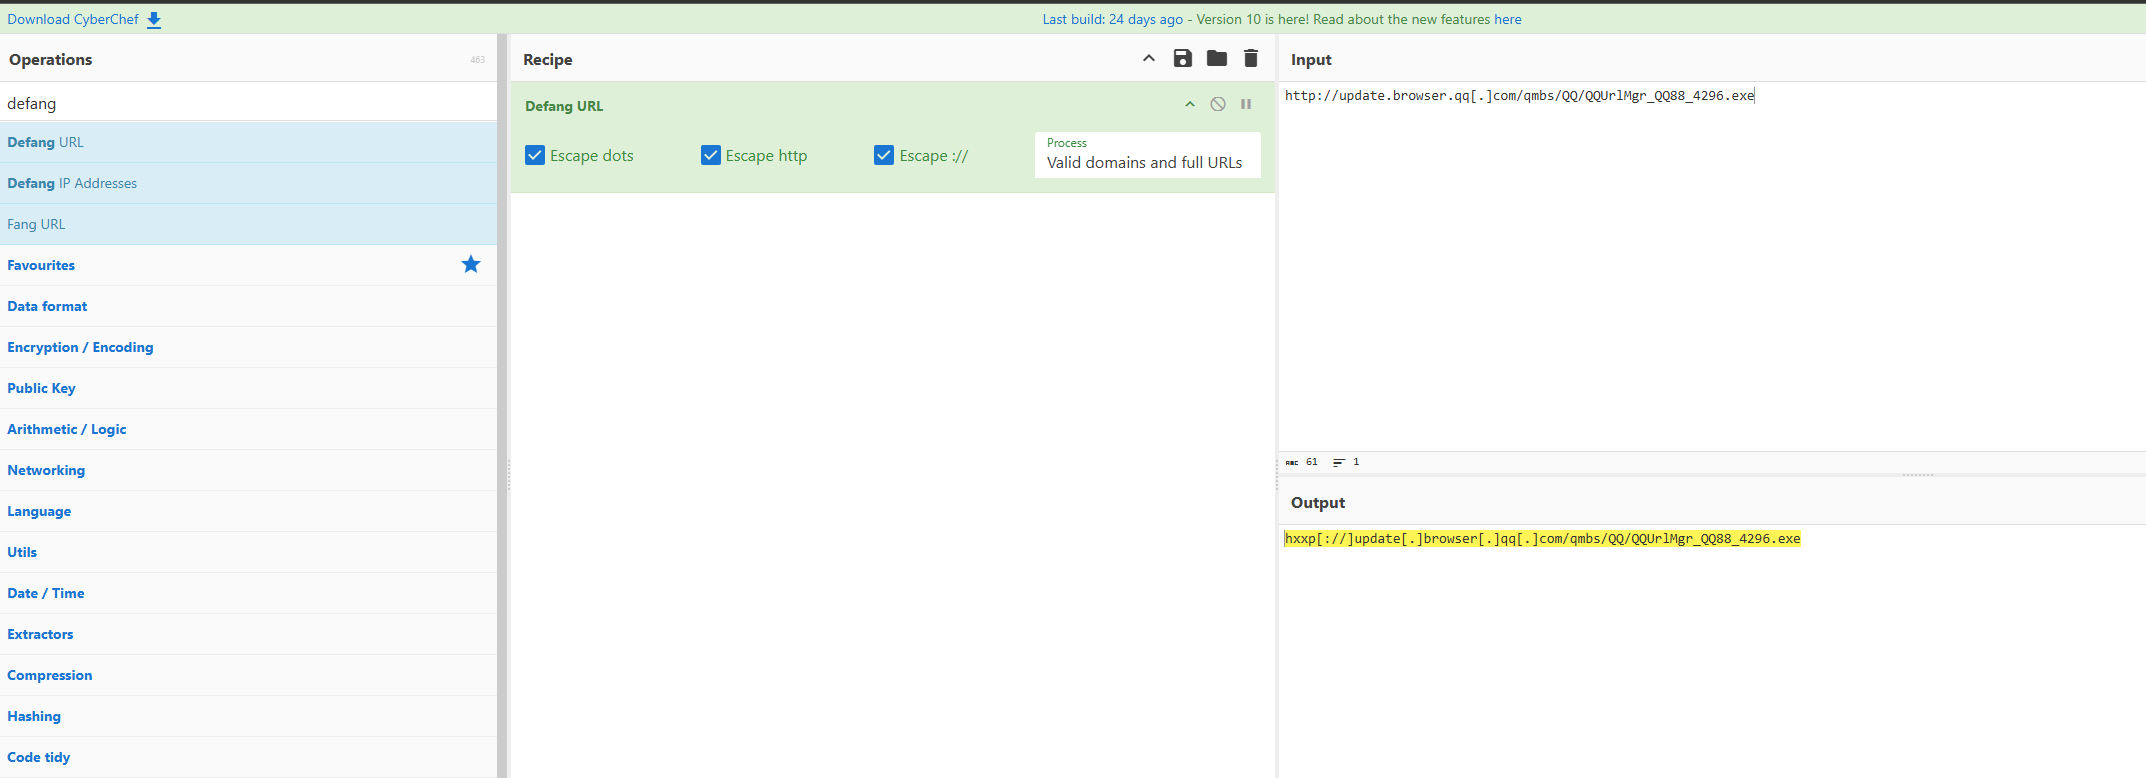 Download CyberChef
Last build: 24 days ago - Version 10 is here! Read about the new features here
Operations
463
defang
Defang URL
Defang IP Addresses
Fang URL
Favourites
Data format
Encryption / Encoding
Public Key
Arithmetic / Logic
Networking
Language
Utils
Date / Time
Extractors
Compression
Hashing
Code tidy
Recipe
Defang URL
Escape dots
Escape http
Escape ://
Process
Valid domains and full URLs
Input
http://update.browser.qq[.]com/qmbs/QQ/QQUrlMgr_QQ88_4296.exe
ABC 61
1
Output
hxxp[://]update[.]browser[.]qq[.]com/qmbs/QQ/QQUrlMgr_QQ88_4296.exe